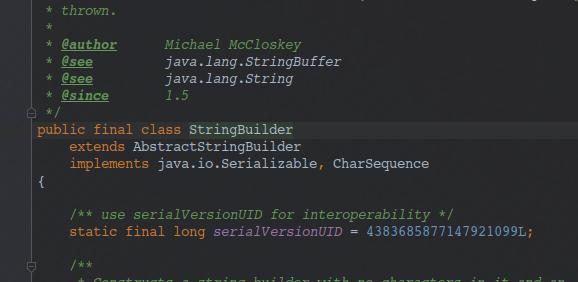 * thrown.
*
* @author Michael McCloskey
* @see java.lang.StringBuffer
* @see java.lang.String
* @since 1.5
*/
public final class StringBuilder
extends AbstractStringBuilder
implements java.io.Serializable, CharSequence
{
/** use serialVersionUID for interoperability */
static final long serialVersionUID = 4383685877147921099L;
/**
* Constructs a string builder with no characters in it and an